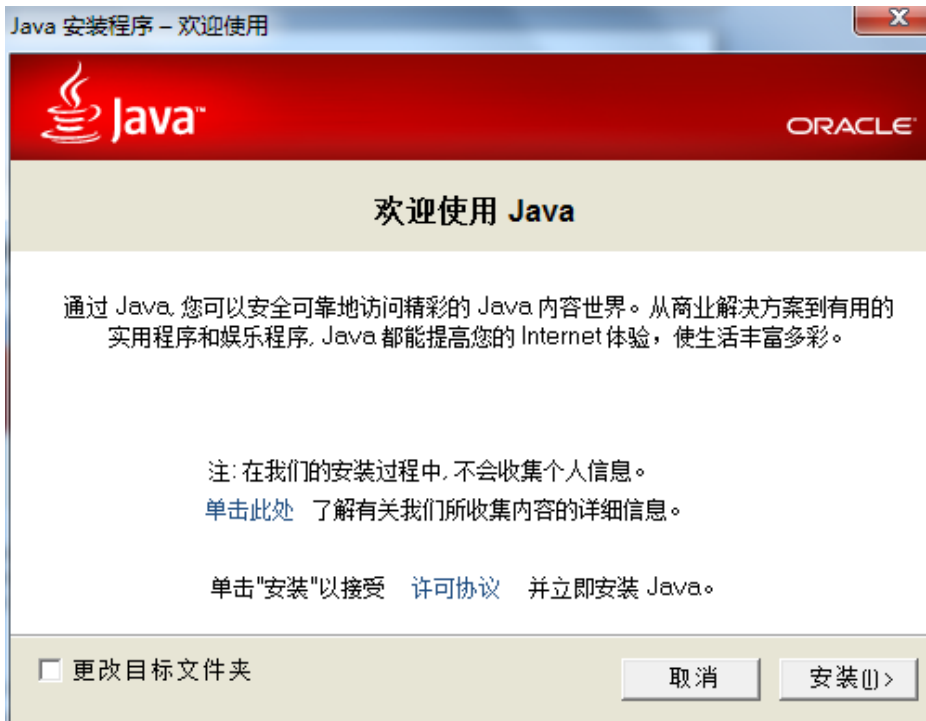 Java 安装程序 – 欢迎使用
Java™
ORACLE®
欢迎使用 Java
通过 Java, 您可以安全可靠地访问精彩的 Java 内容世界。从商业解决方案到有用的
实用程序和娱乐程序, Java 都能提高您的 Internet 体验，使生活丰富多彩。
注: 在我们的安装过程中, 不会收集个人信息。
单击此处 了解有关我们所收集内容的详细信息。
单击"安装"以接受 许可协议 并立即安装 Java。
更改目标文件夹
取消
安装(I) >